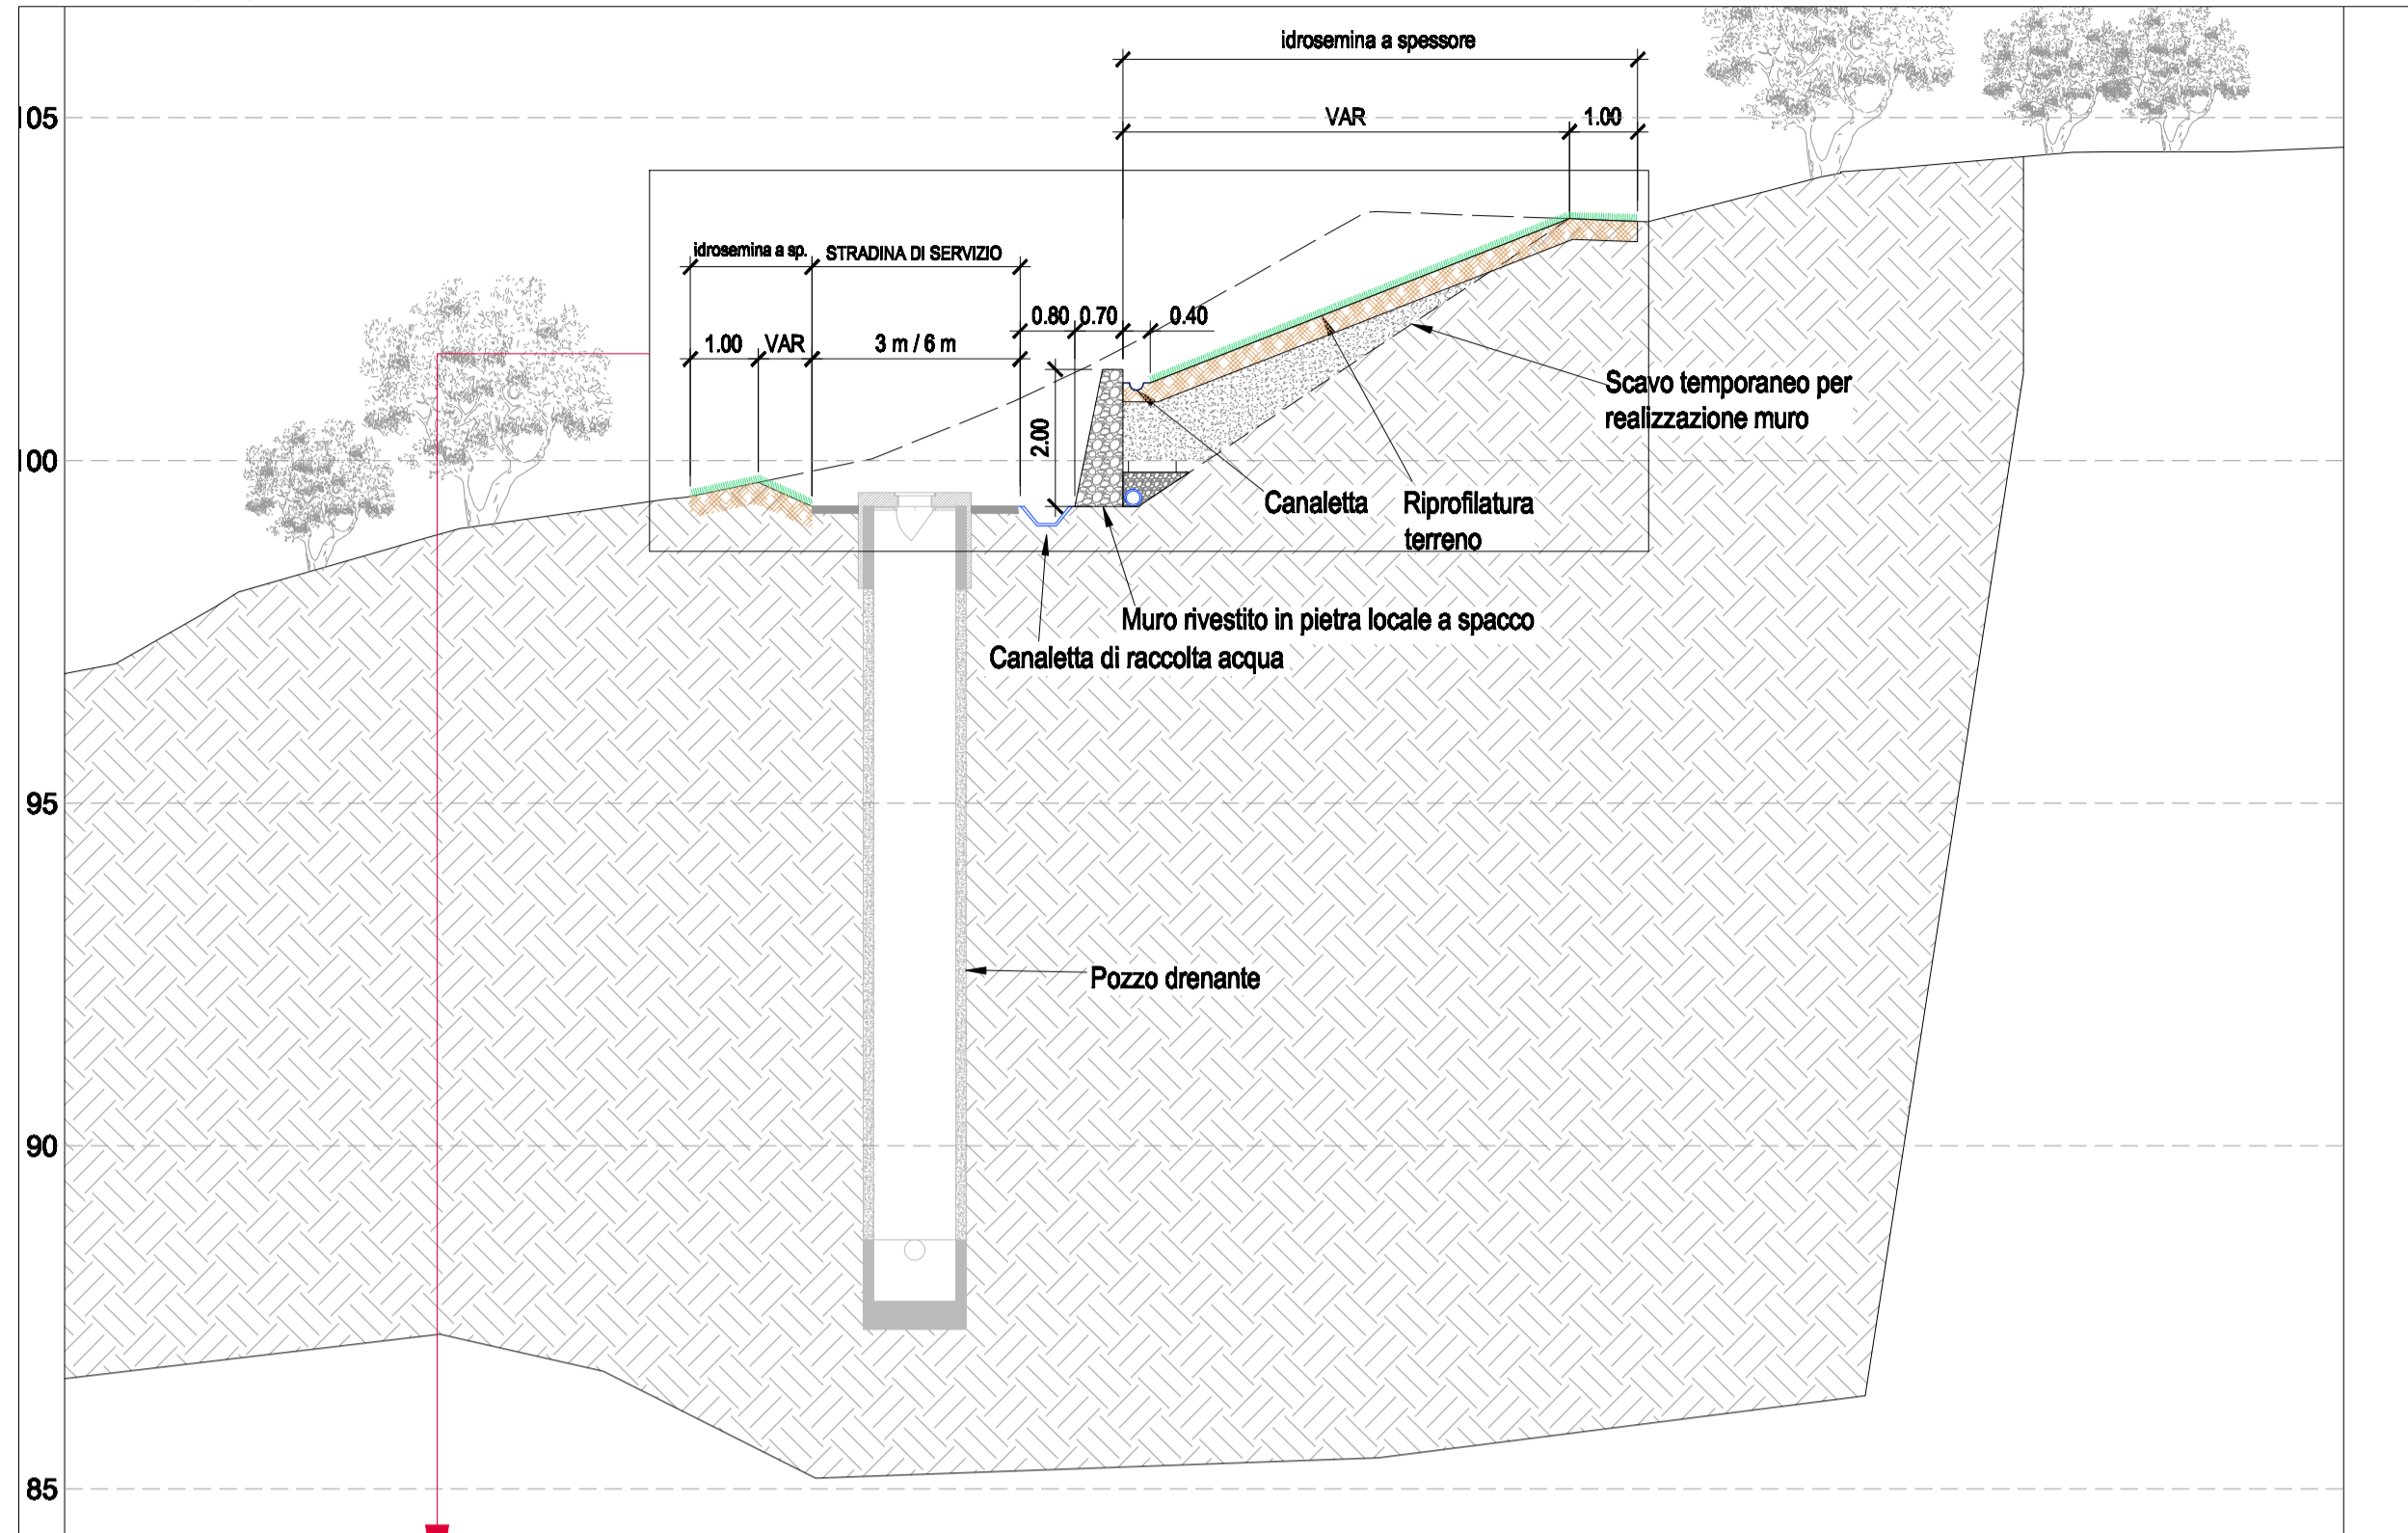 idrosemina a spessore
105
VAR
1.00
idrosemina a sp.
STRADINA DI SERVIZIO
0.80
0.70
0.40
1.00
VAR
3 m / 6 m
Scavo temporaneo per
realizzazione muro
2.00
100
Canaletta
Riprofilatura
terreno
Muro rivestito in pietra locale a spacco
Canaletta di raccolta acqua
95
Pozzo drenante
90
85